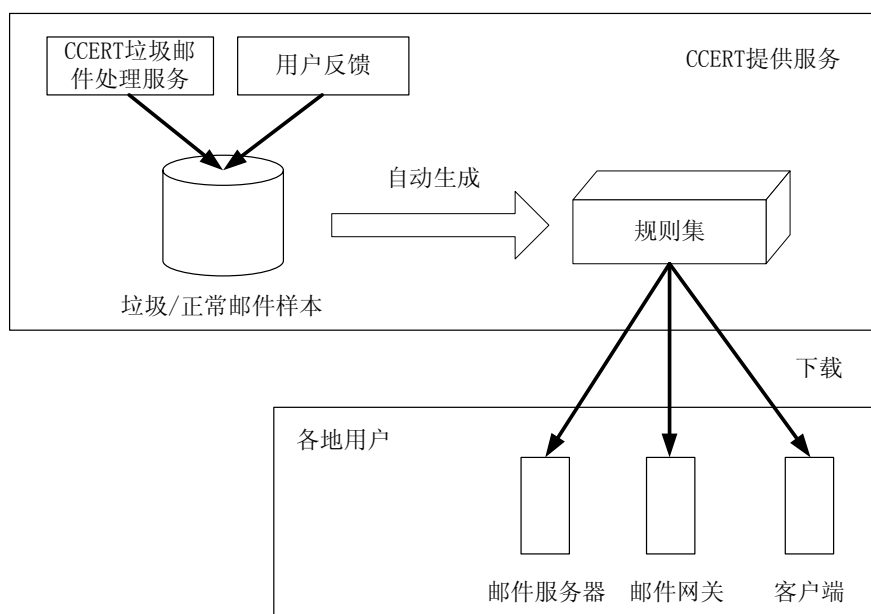 CCERT垃圾邮
件处理服务
用户反馈
CCERT提供服务
自动生成
规则集
垃圾/正常邮件样本
下载
各地用户
邮件服务器
邮件网关
客户端